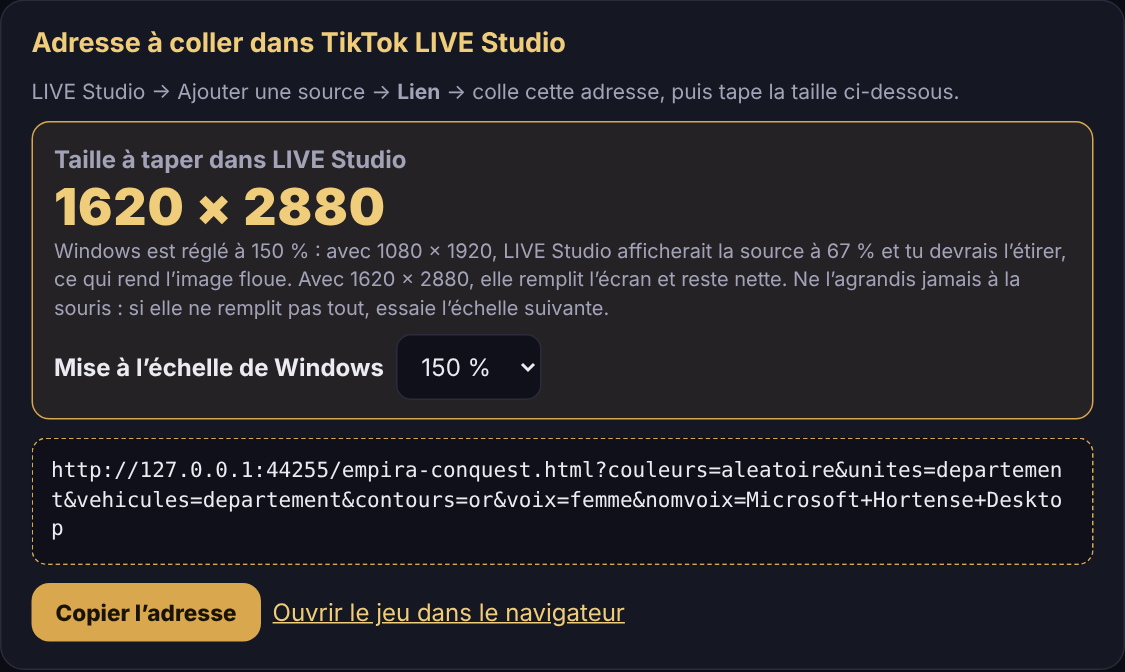 Adresse à coller dans TikTok LIVE Studio
LIVE Studio → Ajouter une source → Lien → colle cette adresse, puis tape la taille ci-dessous.
Taille à taper dans LIVE Studio
1620 × 2880
Windows est réglé à 150 % : avec 1080 × 1920, LIVE Studio afficherait la source à 67 % et tu devrais l’étirer,
ce qui rend l’image floue. Avec 1620 × 2880, elle remplit l’écran et reste nette. Ne l’agrandis jamais à la
souris : si elle ne remplit pas tout, essaie l’échelle suivante.
Mise à l’échelle de Windows 150 %
http://127.0.0.1:44255/empira-conquest.html?couleurs=aleatoire&unites=departemen
t&vehicules=departement&contours=or&voix=femme&nomvoix=Microsoft+Hortense+Deskto
p
Copier l’adresse Ouvrir le jeu dans le navigateur